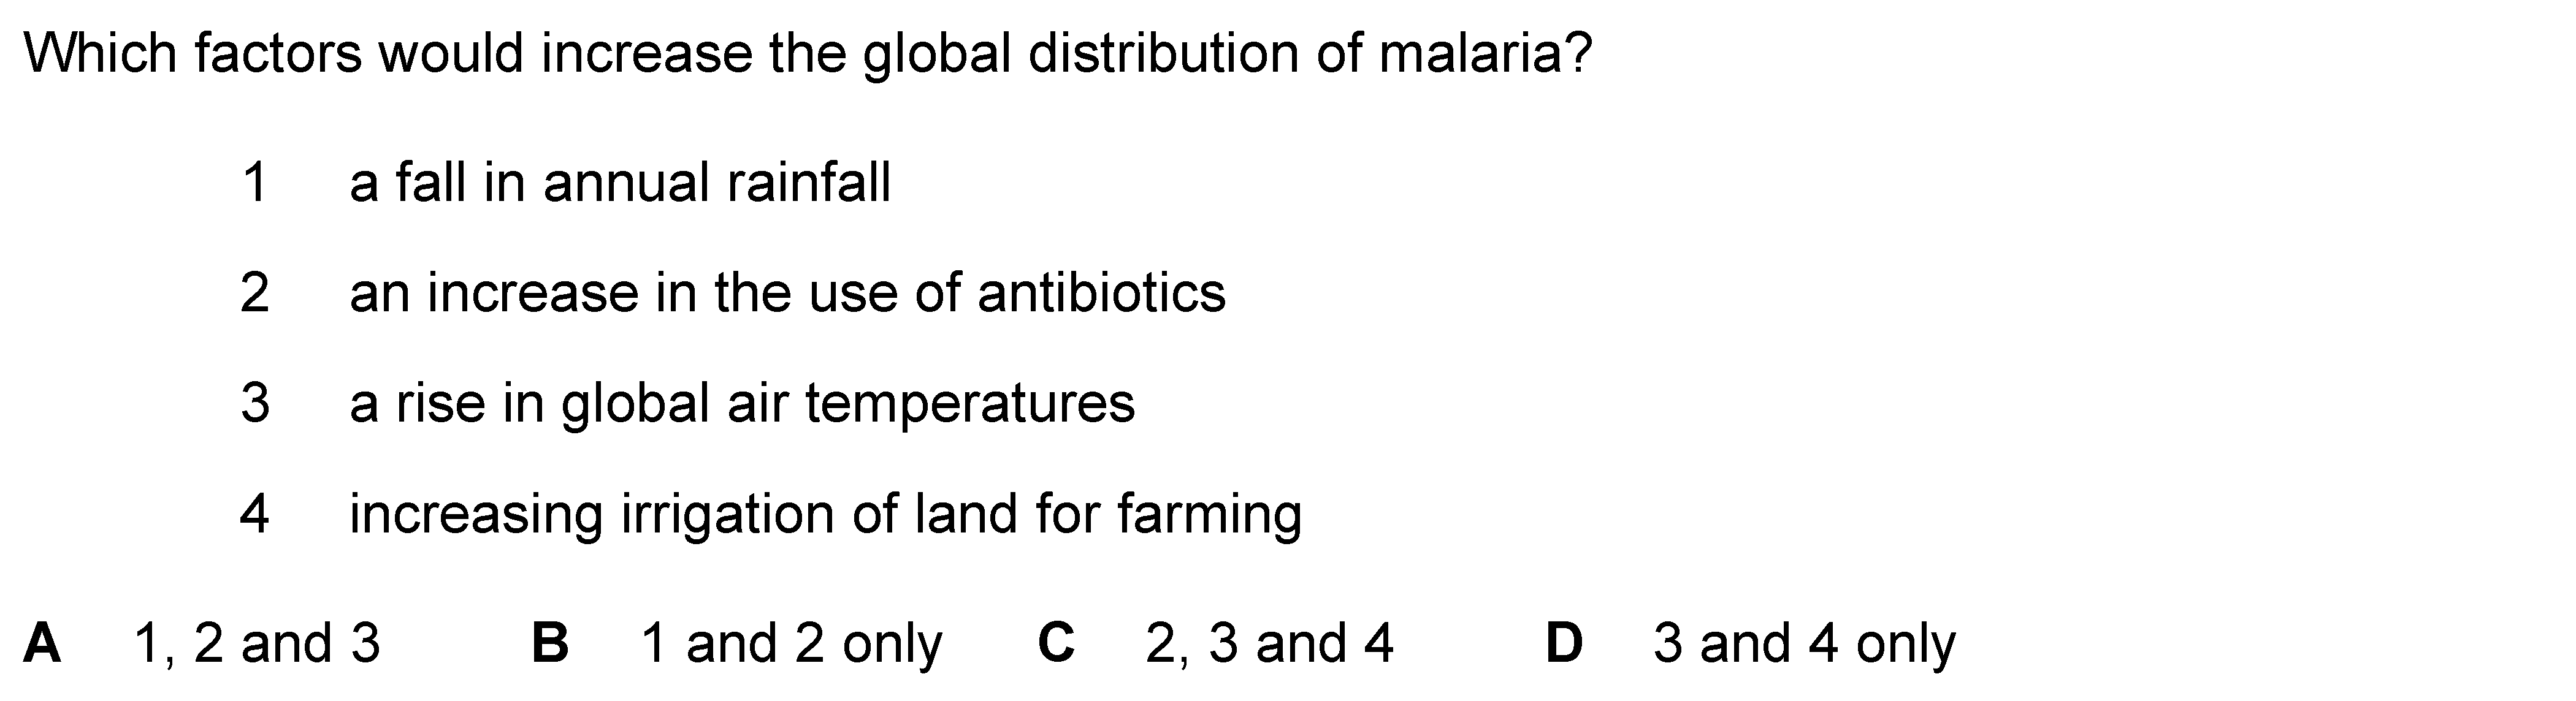 Which factors would increase the global distribution of malaria?
1 a fall in annual rainfall
2 an increase in the use of antibiotics
3 a rise in global air temperatures
4 increasing irrigation of land for farming
A 1, 2 and 3 B 1 and 2 only C 2, 3 and 4 D 3 and 4 only